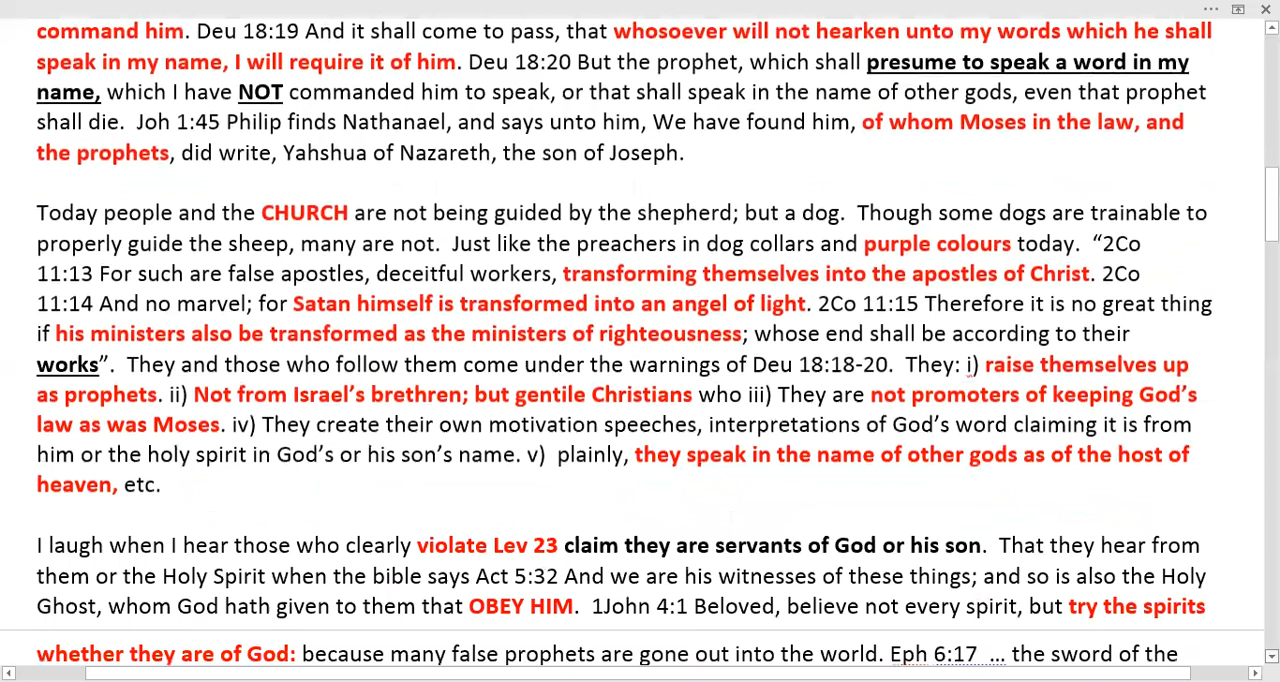 command him. Deu 18:19 And it shall come to pass, that whosoever will not hearken unto my words which he shall
speak in my name, I will require it of him. Deu 18:20 But the prophet, which shall presume to speak a word in my
name, which I have NOT commanded him to speak, or that shall speak in the name of other gods, even that prophet
shall die.  Joh 1:45 Philip finds Nathanael, and says unto him, We have found him, of whom Moses in the law, and
the prophets, did write, Yahshua of Nazareth, the son of Joseph.
Today people and the CHURCH are not being guided by the shepherd; but a dog.  Though some dogs are trainable to
properly guide the sheep, many are not.  Just like the preachers in dog collars and purple colours today.  “2Co
11:13 For such are false apostles, deceitful workers, transforming themselves into the apostles of Christ. 2Co
11:14 And no marvel; for Satan himself is transformed into an angel of light. 2Co 11:15 Therefore it is no great thing
if his ministers also be transformed as the ministers of righteousness; whose end shall be according to their
works”.  They and those who follow them come under the warnings of Deu 18:18-20.  They: i) raise themselves up
as prophets. ii) Not from Israel’s brethren; but gentile Christians who iii) They are not promoters of keeping God’s
law as was Moses. iv) They create their own motivation speeches, interpretations of God’s word claiming it is from
him or the holy spirit in God’s or his son’s name. v)  plainly, they speak in the name of other gods as of the host of
heaven, etc.
I laugh when I hear those who clearly violate Lev 23 claim they are servants of God or his son.  That they hear from
them or the Holy Spirit when the bible says Act 5:32 And we are his witnesses of these things; and so is also the Holy
Ghost, whom God hath given to them that OBEY HIM.  1John 4:1 Beloved, believe not every spirit, but try the spirits
whether they are of God: because many false prophets are gone out into the world. Eph 6:17  … the sword of the